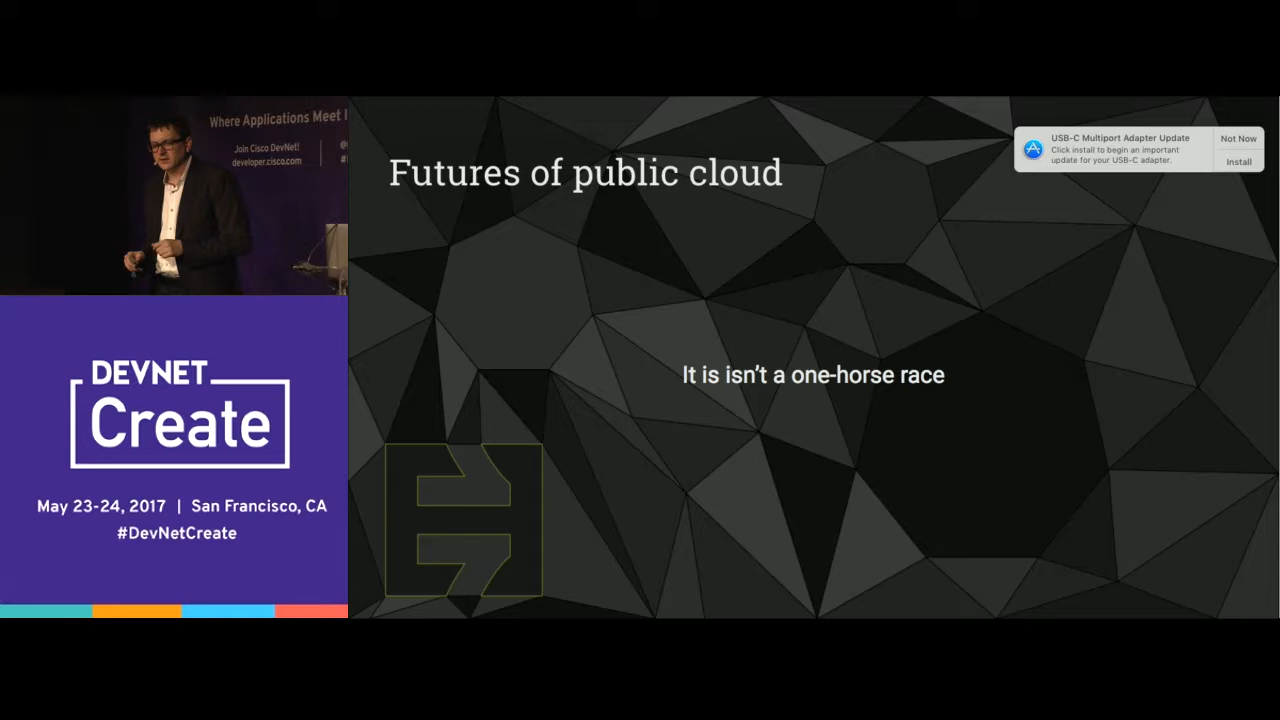 Where Applications Meet I
Join Cisco DevNet!
developer.cisco.com
DEVNET
Create
May 23-24, 2017 | San Francisco, CA
#DevNetCreate
Futures of public cloud
It is isn't a one-horse race
USB-C Multiport Adapter Update
Click install to begin an important
update for your USB-C adapter.
Not Now
Install